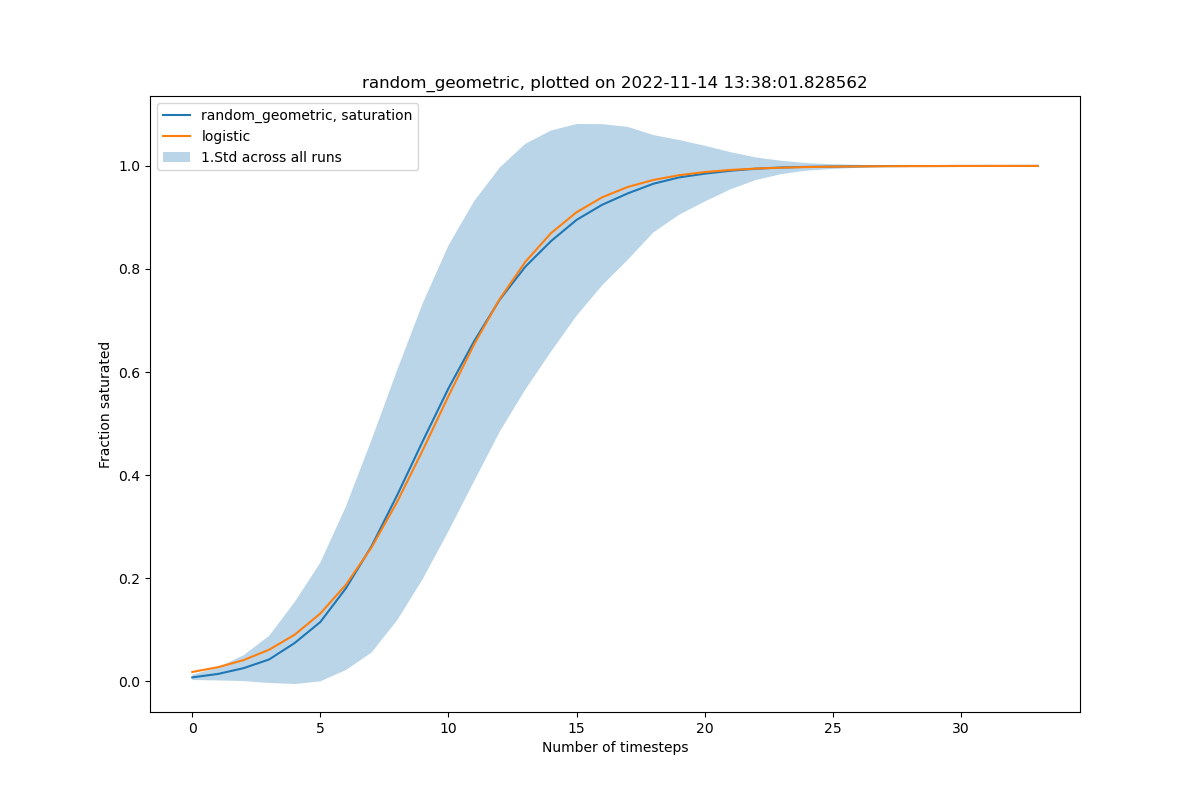 random_geometric, plotted on 2022-11-14 13:38:01.828562
random_geometric, saturation
logistic
1.Std across all runs
1.0
0.8
0.6
0.4
0.2
0.0
Fraction saturated
0 5 10 15 20 25 30
Number of timesteps